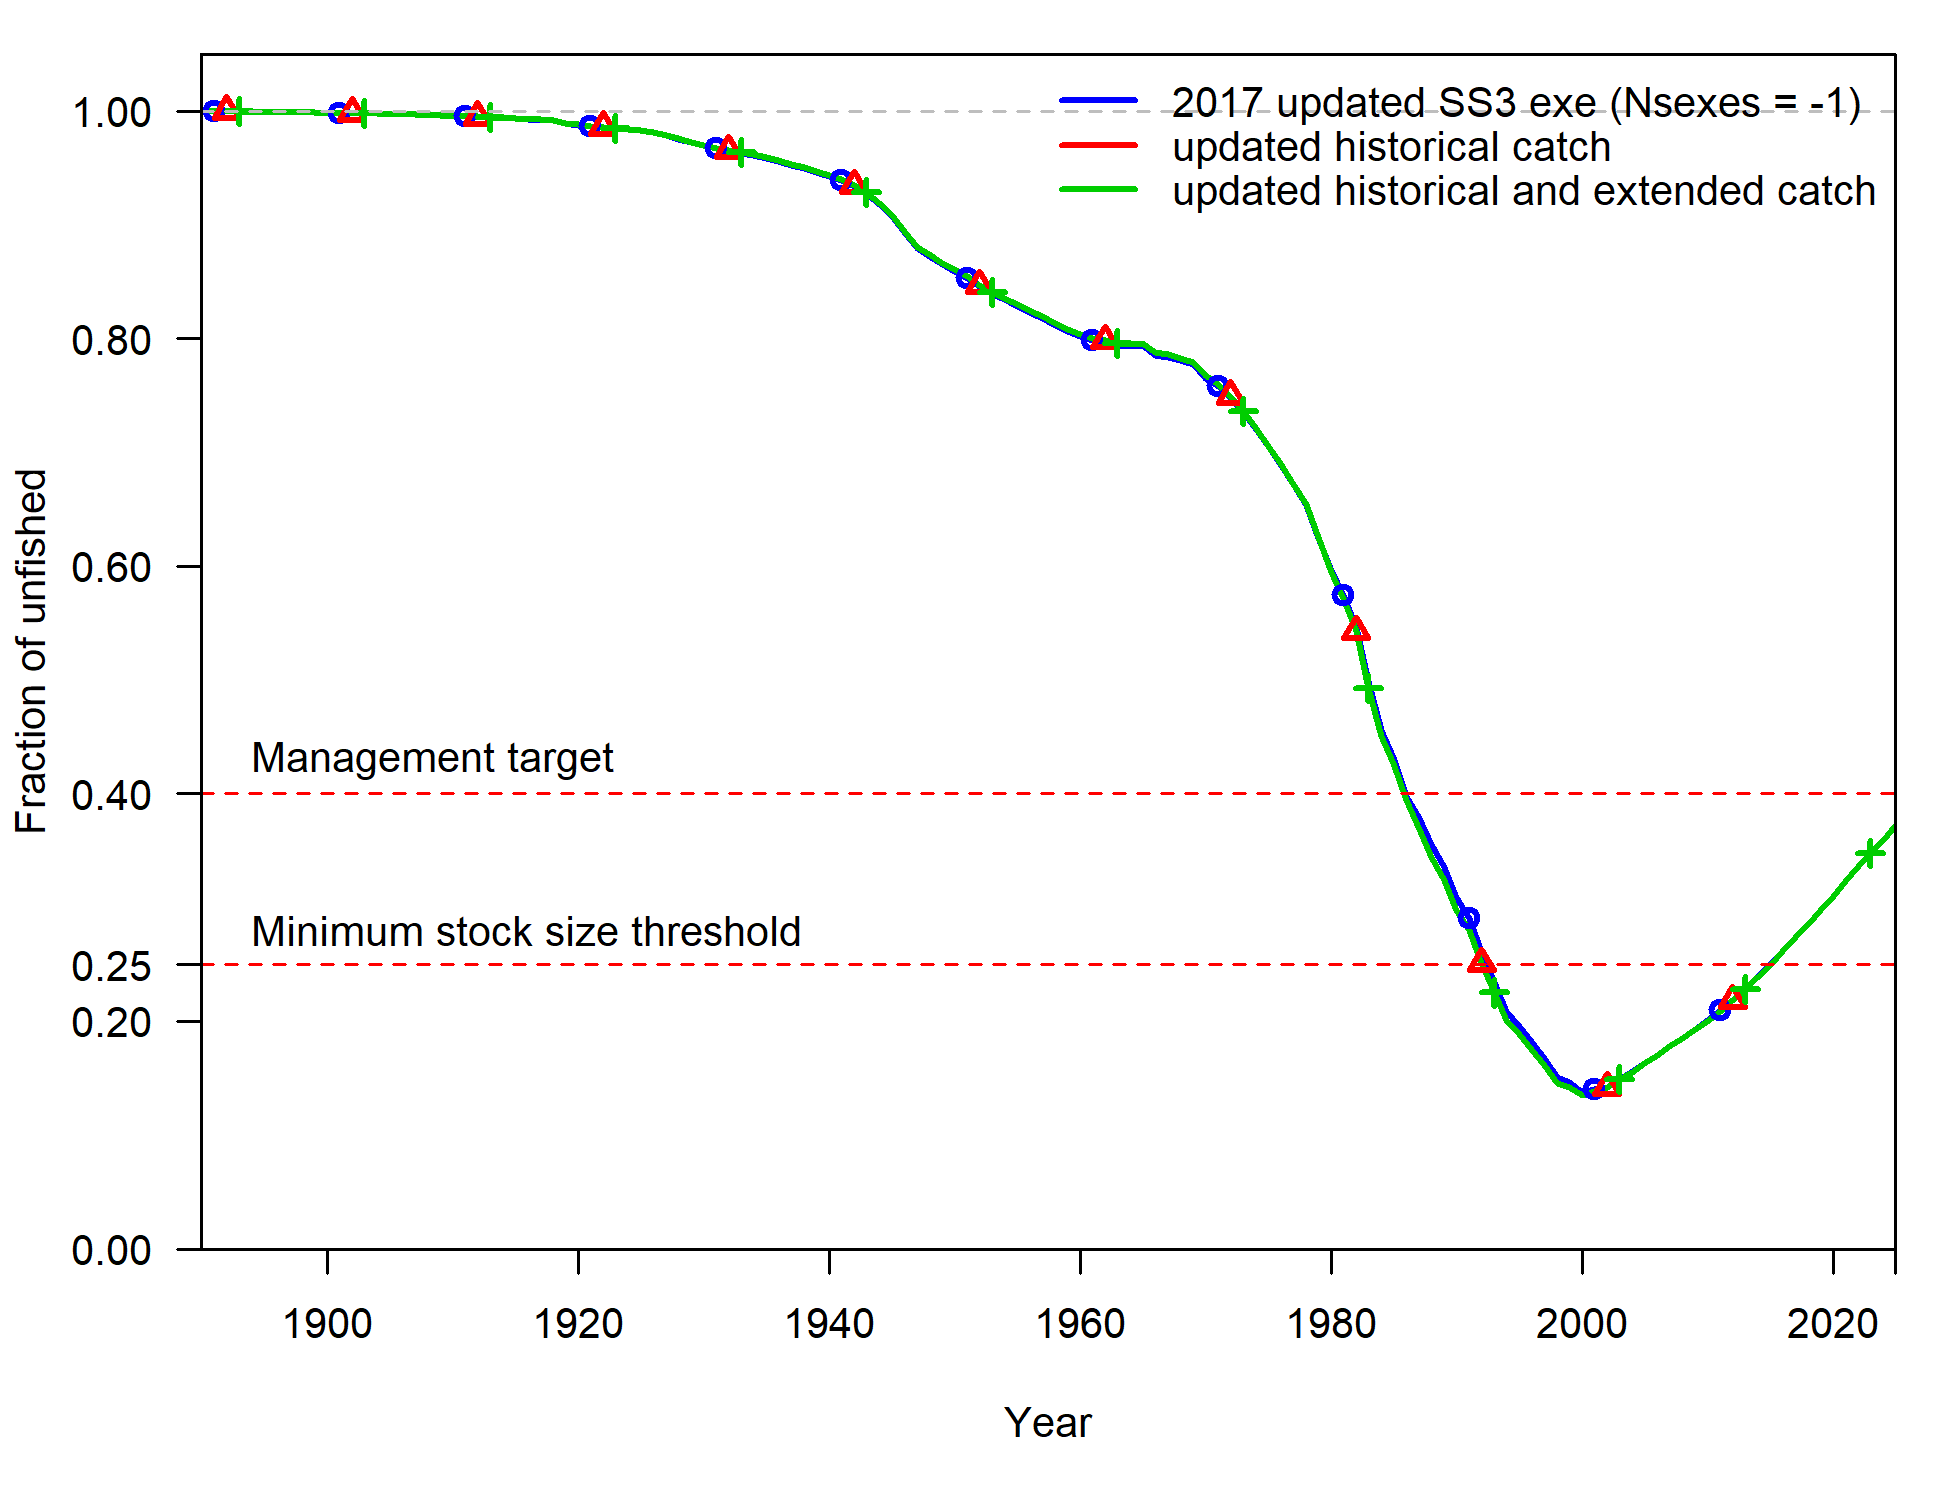 2017 updated SS3 exe (Nsexes = -1)
updated historical catch
updated historical and extended catch
Fraction of unfished
1.00
0.80
0.60
0.40
0.25
0.20
0.00
Management target
Minimum stock size threshold
1900
1920
1940
1960
1980
2000
2020
Year